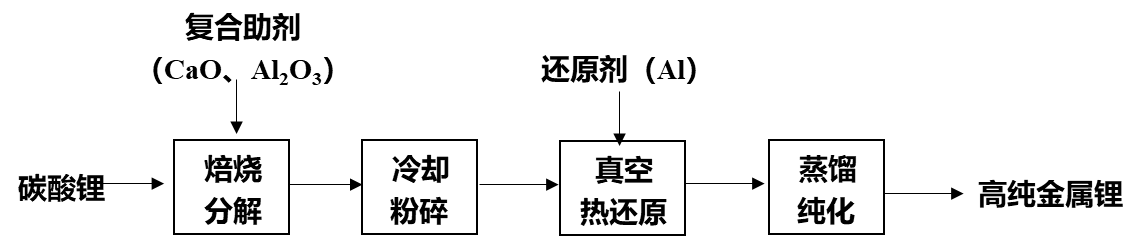 复合助剂
（CaO、Al₂O₃）
还原剂（Al）
碳酸锂
焙烧
分解
冷却
粉碎
真空
热还原
蒸馏
纯化
高纯金属锂